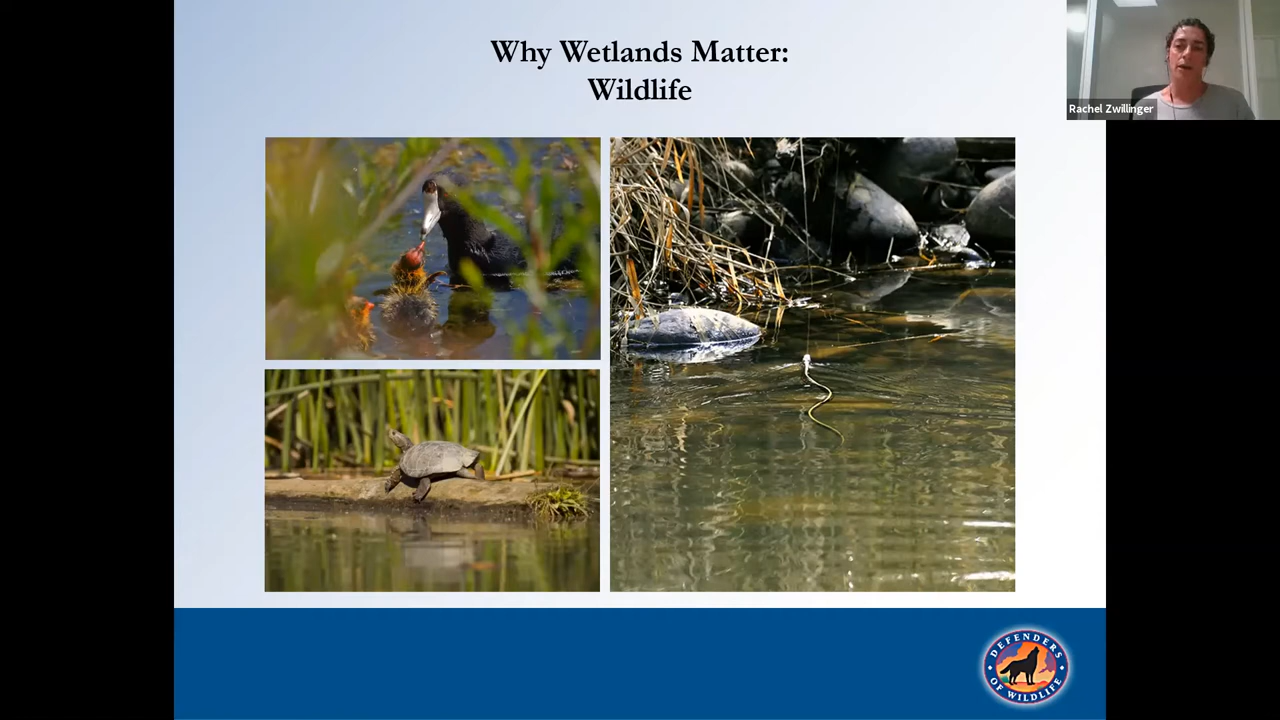 Why Wetlands Matter:
Wildlife
Rachel Zwillinger
DEFENDERS
OF WILDLIFE